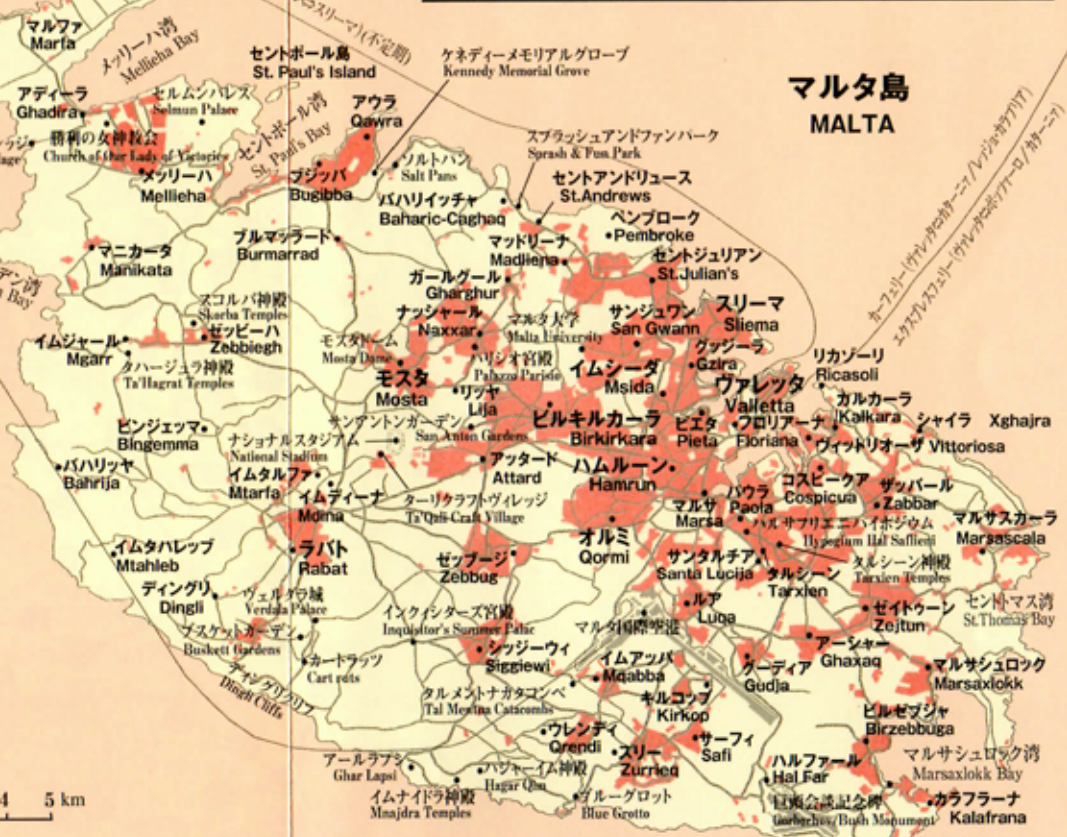 マルファ
Marfa
メッリーハ湾
Mellieha Bay
セントポール島
St. Paul's Island
ケネディーメモリアルグローブ
Kennedy Memorial Grove
マルタ島
MALTA
アディーラ
Ghadira
セルムンパレス
Selmun Palace
セントポール湾
St. Paul's Bay
アウラ
Qawra
勝利の女神教会
Church of Our Lady of Victories
メッリーハ
Mellieha
ブジッバ
Bugibba
ソルトパン
Salt Pans
スプラッシュアンドファンパーク
Sprash & Fun Park
セントアンドリュース
St.Andrews
バハリイッチャ
Baharic-Caghaq
ペンブローク
Pembroke
マニカータ
Manikata
ブルマッラード
Burmarrad
マッドリーナ
Madliena
セントジュリアン
St.Julian's
ガールグール
Gharghur
スコルバ神殿
Skorba Temples
ナッシャール
Naxxar
マルタ大学
Malta University
サンジュワン
San Gwann
スリーマ
Sliema
イムジャール
Mgarr
ゼッビーハ
Zebbiegh
モスタドーム
Mosta Dome
パリシオ宮殿
Palazzo Parisio
グッジーラ
Gzira
リカゾーリ
Ricasoli
タハージュラ神殿
Ta'Hagrat Temples
モスタ
Mosta
リッヤ
Lija
イムシーダ
Msida
ヴァレッタ
Valletta
カルカーラ
Kalkara
シャイラ Xghajra
ビンジェッマ
Bingemma
サンアントンガーデン
San Anton Gardens
ビルキルカーラ
Birkirkara
ピエタ
Pieta
フロリアーナ
Floriana
ヴィットリオーザ Vittoriosa
ナショナルスタジアム
National Stadium
バハリッヤ
Bahrija
イムタルファ
Mtarfa
アッタード
Attard
ハムルーン
Hamrun
コスピークア
Cospicua
ザッバール
Zabbar
イムディーナ
Mdina
ターリクラフトヴィレッジ
Ta'Qali Craft Village
マルサ
Marsa
パウラ
Paola
ハルサフリエニハイポジウム
Hypegium Hal Saflieni
マルサスカーラ
Marsascala
イムタハレッブ
Mtahleb
ラバト
Rabat
ゼッブージ
Zebbug
オルミ
Qormi
サンタルチア
Santa Lucija
タルシーン
Tarxien
タルシーン神殿
Tarxien Temples
ディングリ
Dingli
ヴェルダラ城
Verdala Palace
インクィジターズ宮殿
Inquisitor's Summer Palac
マルタ国際空港
ルア
Luqa
ゼイトゥーン
Zejtun
セントトマス湾
St.Thomas Bay
ブスケットガーデン
Buskett Gardens
シッジーウィ
Siggiewi
アーシャー
Ghaxaq
カートラッツ
Cart ruts
イムアッバ
Mqabba
グーディア
Gudja
マルサシュロック
Marsaxlokk
ディングリクリフ
Dingli Cliffs
タルメントナガタコンベ
Tal Mentna Catacombs
キルコップ
Kirkop
ビルゼッジャ
Birzebbuga
ウレンディ
Qrendi
ズリー
Zurrieq
サーフィ
Safi
マルサシュロック湾
Marsaxlokk Bay
アールラプシ
Ghar Lapsi
ハジャーイム神殿
Hagar Qim
ハルファール
Hal Far
イムナイドラ神殿
Mnajdra Temples
ブルーグロット
Blue Grotto
巨頭会談記念碑
Gorbachev/Bush Monument
カラフラーナ
Kalafrana
4 5 km